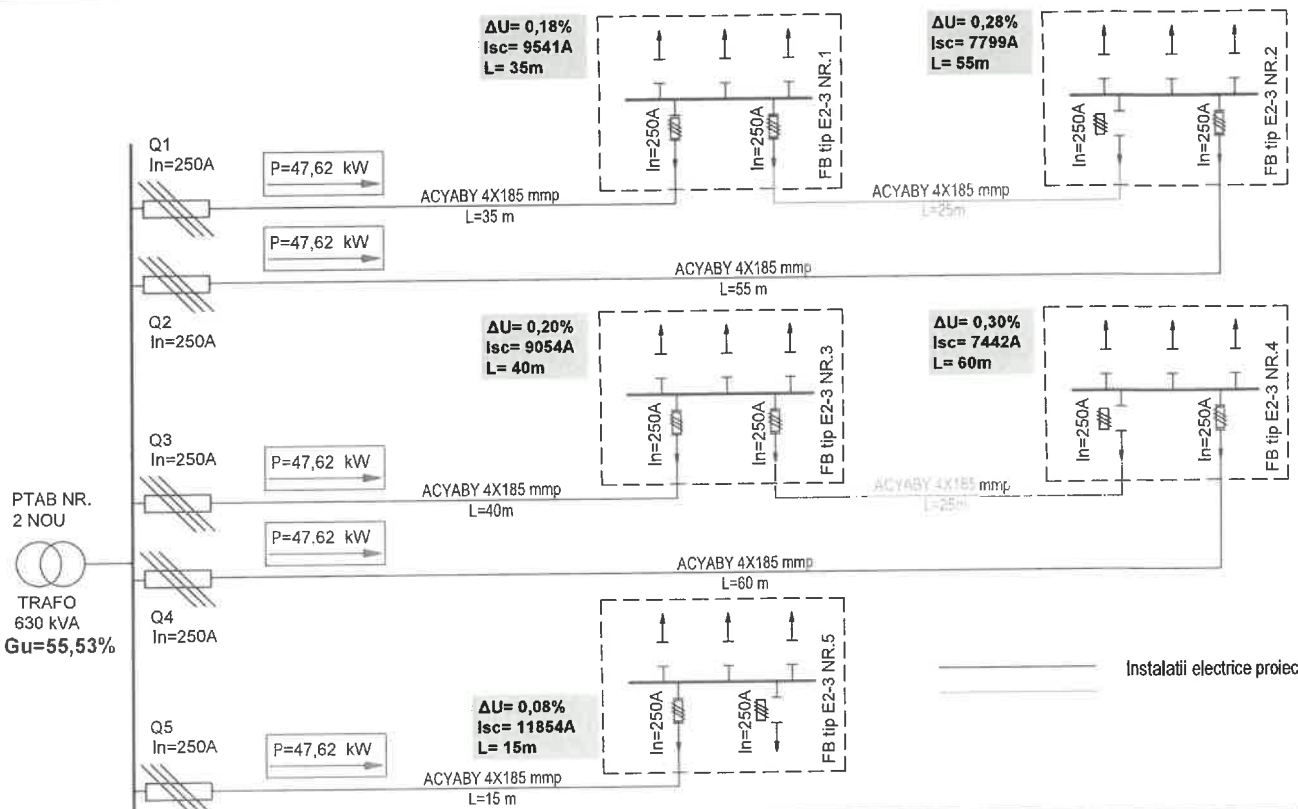 ΔU= 0,18%
Isc= 9541A
L= 35m
In=250A
In=250A
FB tip E2-3 NR.1
ΔU= 0,28%
Isc= 7799A
L= 55m
In=250A
In=250A
FB tip E2-3 NR.2
Q1
In=250A
P=47,62 kW
ACYABY 4X185 mmp
L=35 m
ACYABY 4X185 mmp
L=25m
P=47,62 kW
ACYABY 4X185 mmp
L=55 m
Q2
In=250A
ΔU= 0,20%
Isc= 9054A
L= 40m
In=250A
In=250A
FB tip E2-3 NR.3
ΔU= 0,30%
Isc= 7442A
L= 60m
In=250A
In=250A
FB tip E2-3 NR.4
Q3
In=250A
P=47,62 kW
ACYABY 4X185 mmp
L=40m
ACYABY 4X185 mmp
L=25m
PTAB NR.
2 NOU
TRAFO
630 kVA
Gu=55,53%
P=47,62 kW
ACYABY 4X185 mmp
L=60 m
Q4
In=250A
ΔU= 0,08%
Isc= 11854A
L= 15m
In=250A
In=250A
FB tip E2-3 NR.5
Instalatii electrice proiec
Q5
In=250A
P=47,62 kW
ACYABY 4X185 mmp
L=15 m